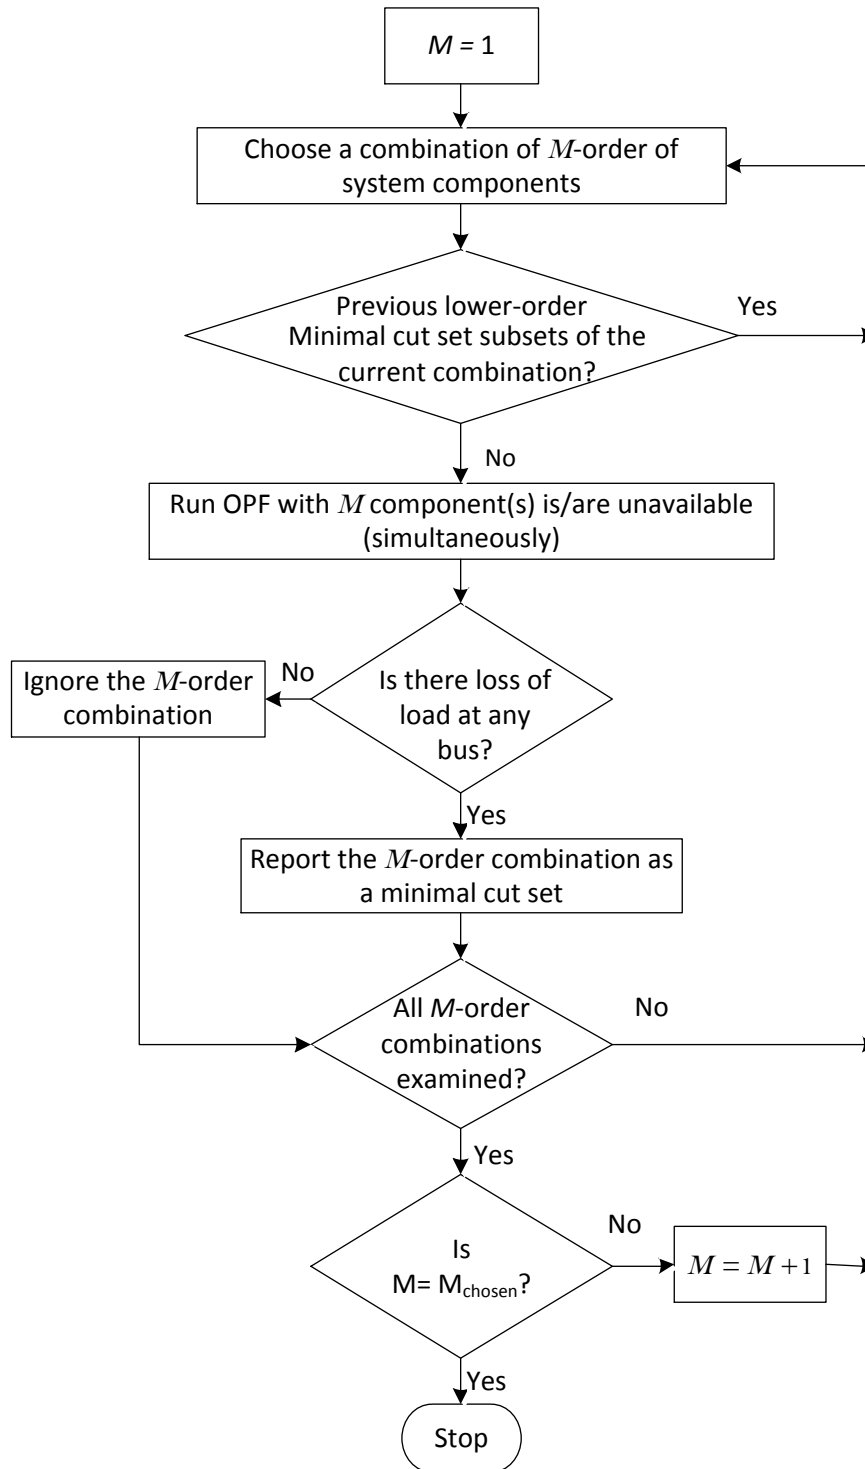 M = 1
Choose a combination of M-order of
system components
Previous lower-order
Minimal cut set subsets of the
current combination?
Yes
No
Run OPF with M component(s) is/are unavailable
(simultaneously)
Ignore the M-order
combination
No
Is there loss of
load at any
bus?
Yes
Report the M-order combination as
a minimal cut set
All M-order
combinations
examined?
No
Yes
Is
M= Mchosen?
No
M = M +1
Yes
Stop